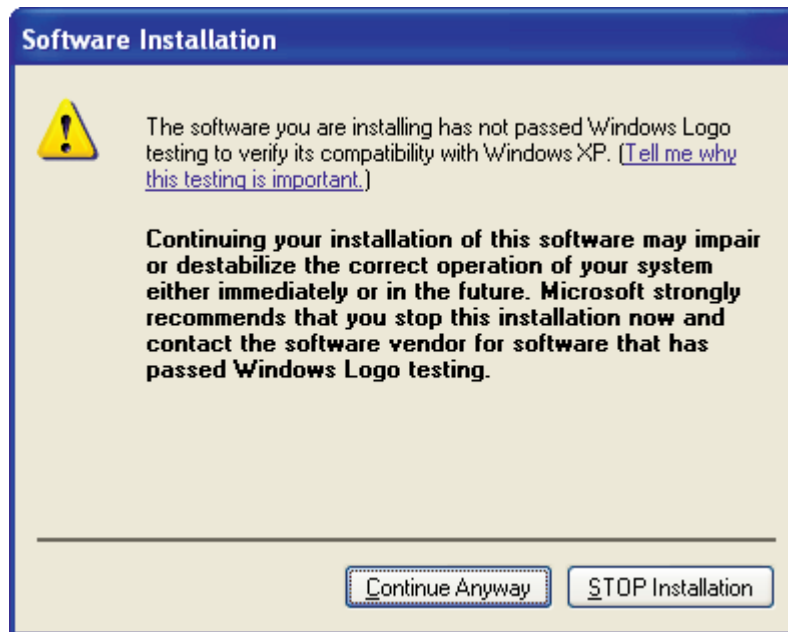 Software Installation
The software you are installing has not passed Windows Logo
testing to verify its compatibility with Windows XP. (Tell me why
this testing is important.)
Continuing your installation of this software may impair
or destabilize the correct operation of your system
either immediately or in the future. Microsoft strongly
recommends that you stop this installation now and
contact the software vendor for software that has
passed Windows Logo testing.
Continue Anyway STOP Installation